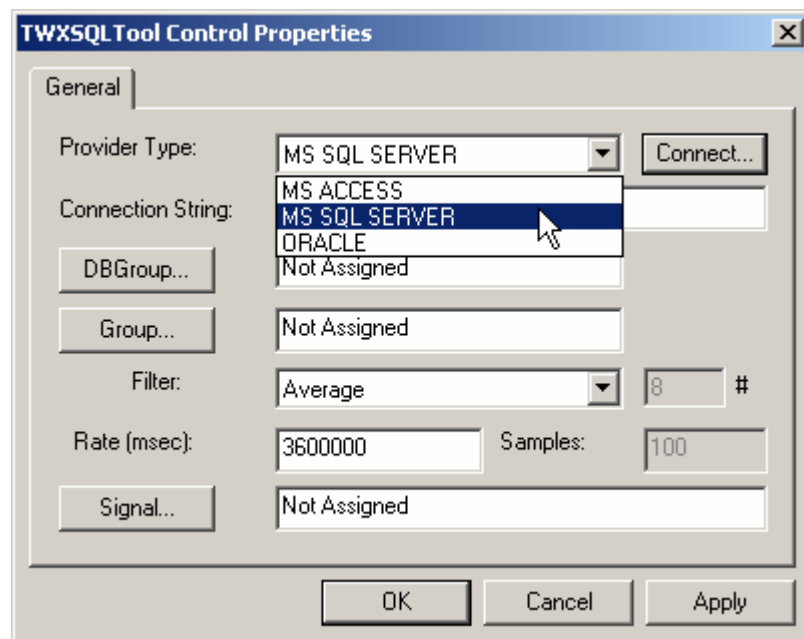 TWXSQLTool Control Properties
General
Provider Type: MS SQL SERVER Connect...
MS ACCESS
Connection String: MS SQL SERVER
ORACLE
DBGroup... Not Assigned
Group... Not Assigned
Filter: Average 8 #
Rate (msec): 3600000 Samples: 100
Signal... Not Assigned
OK Cancel Apply